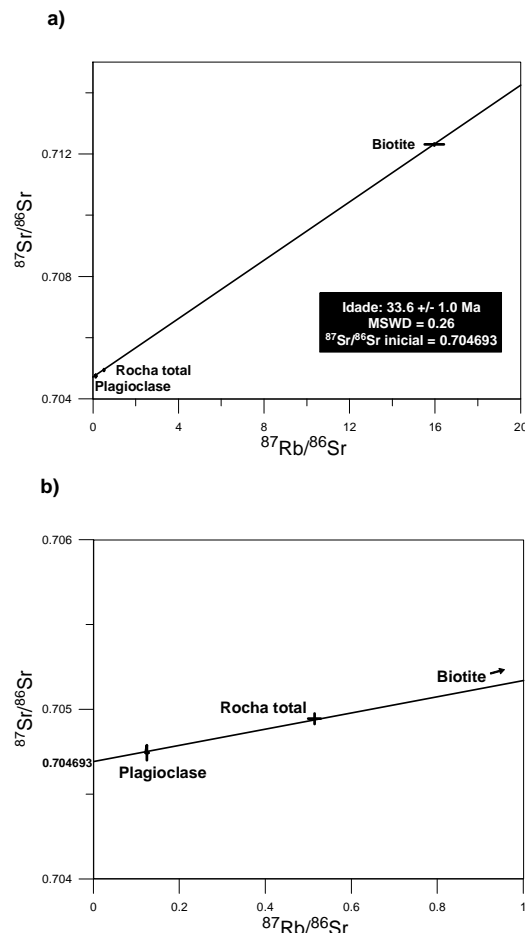 a)
0.712
0.708
0.704
⁸⁷Sr/⁸⁶Sr
Biotite
Idade: 33.6 +/- 1.0 Ma
MSWD = 0.26
⁸⁷Sr/⁸⁶Sr inicial = 0.704693
Rocha total
Plagioclase
0 4 8 12 16 20
⁸⁷Rb/⁸⁶Sr
b)
0.706
0.705
0.704693
0.704
⁸⁷Sr/⁸⁶Sr
Biotite
Rocha total
Plagioclase
0 0.2 0.4 0.6 0.8 1
⁸⁷Rb/⁸⁶Sr